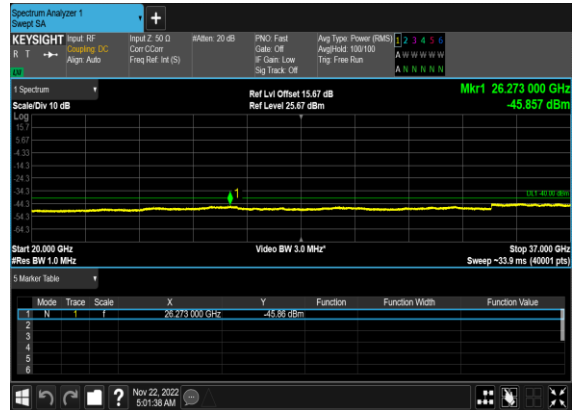 Spectrum Analyzer 1
Swept SA
+
KEYSIGHT Input: RF Input Z: 50 Ω #Atten: 20 dB PNO: Fast Avg Type: Power (RMS) 1 2 3 4 5 6
R T Coupling: DC Corr CCorr Gate: Off Avg|Hold: 100/100 A W W W W W
Align: Auto Freq Ref: Int (S) IF Gain: Low Trig: Free Run
Sig Track: Off A N N N N N
1 Spectrum Ref Lvl Offset 15.67 dB Mkr1 26.273 000 GHz
Scale/Div 10 dB Ref Level 25.67 dBm -45.857 dBm
Log
15.7
5.67
-4.33
-14.3
-24.3
-34.3
1
DL1 -40.00 dBm
-44.3
-54.3
-64.3
Start 20.000 GHz Video BW 3.0 MHz* Stop 37.000 GHz
#Res BW 1.0 MHz Sweep ~33.9 ms (40001 pts)
5 Marker Table
Mode Trace Scale X Y Function Function Width Function Value
1 N 1 f 26.273 000 GHz -45.86 dBm
2
3
4
5
6
? Nov 22, 2022
5:01:38 AM